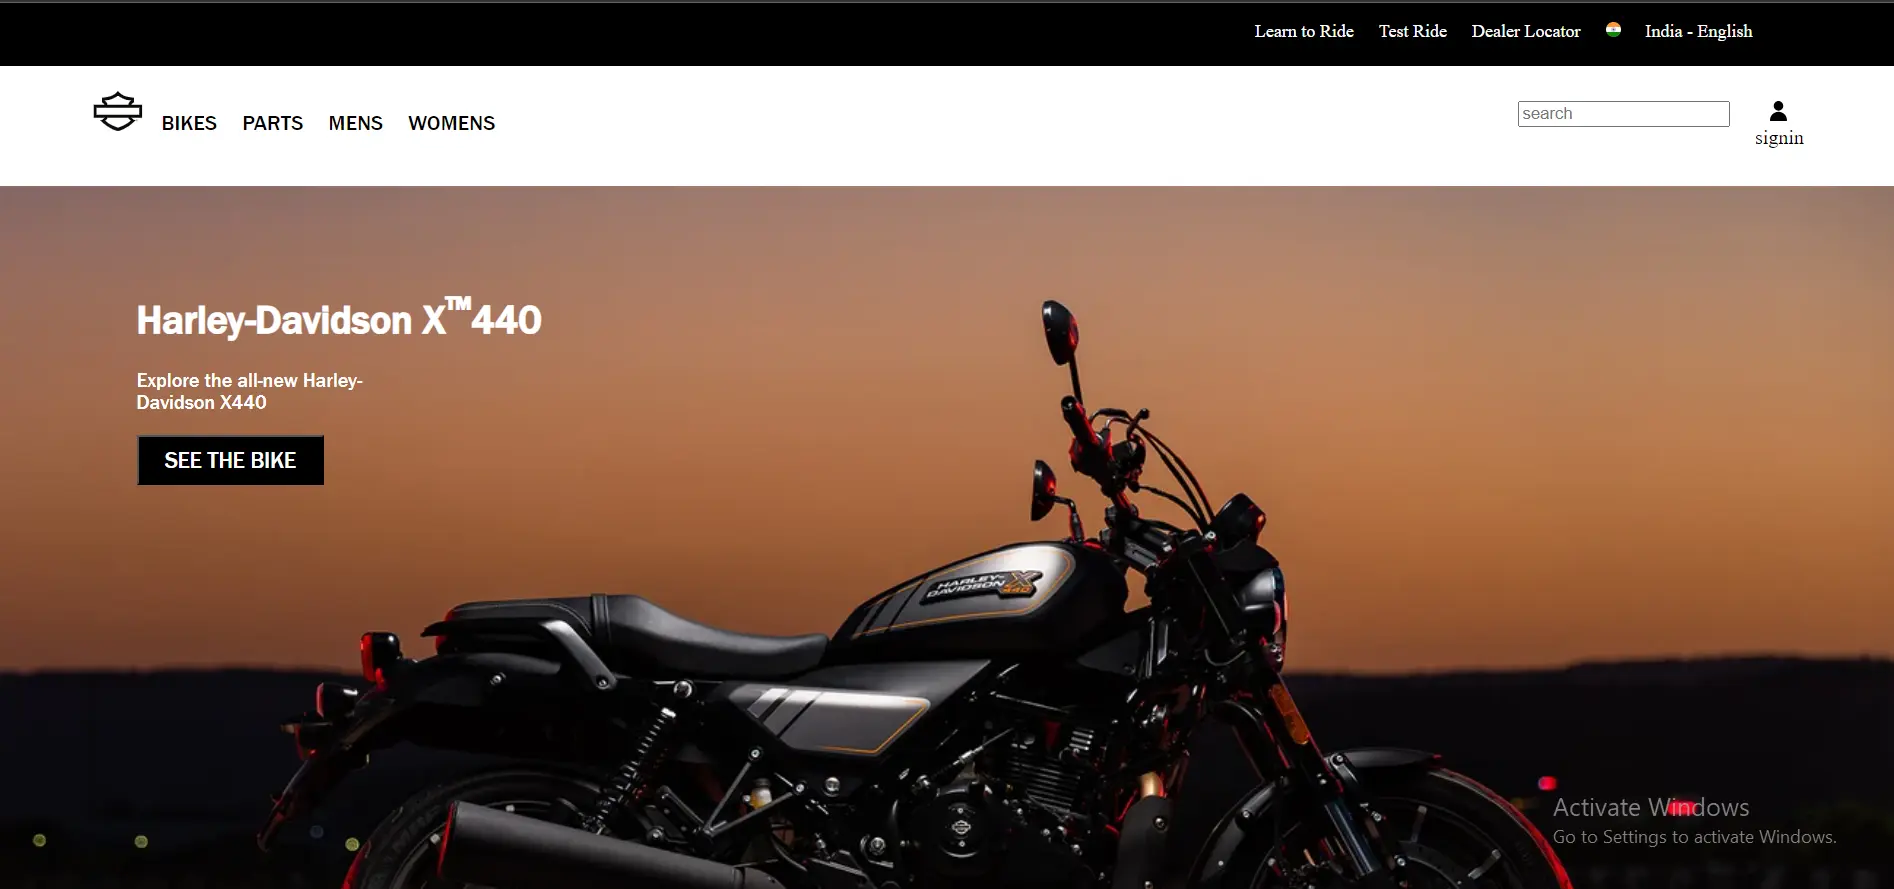 Learn to Ride Test Ride Dealer Locator India - English
BIKES PARTS MENS WOMENS
search
signin
Harley-Davidson X™440
Explore the all-new Harley-
Davidson X440
SEE THE BIKE
HARLEY-
DAVIDSON X
440
Activate Windows
Go to Settings to activate Windows.